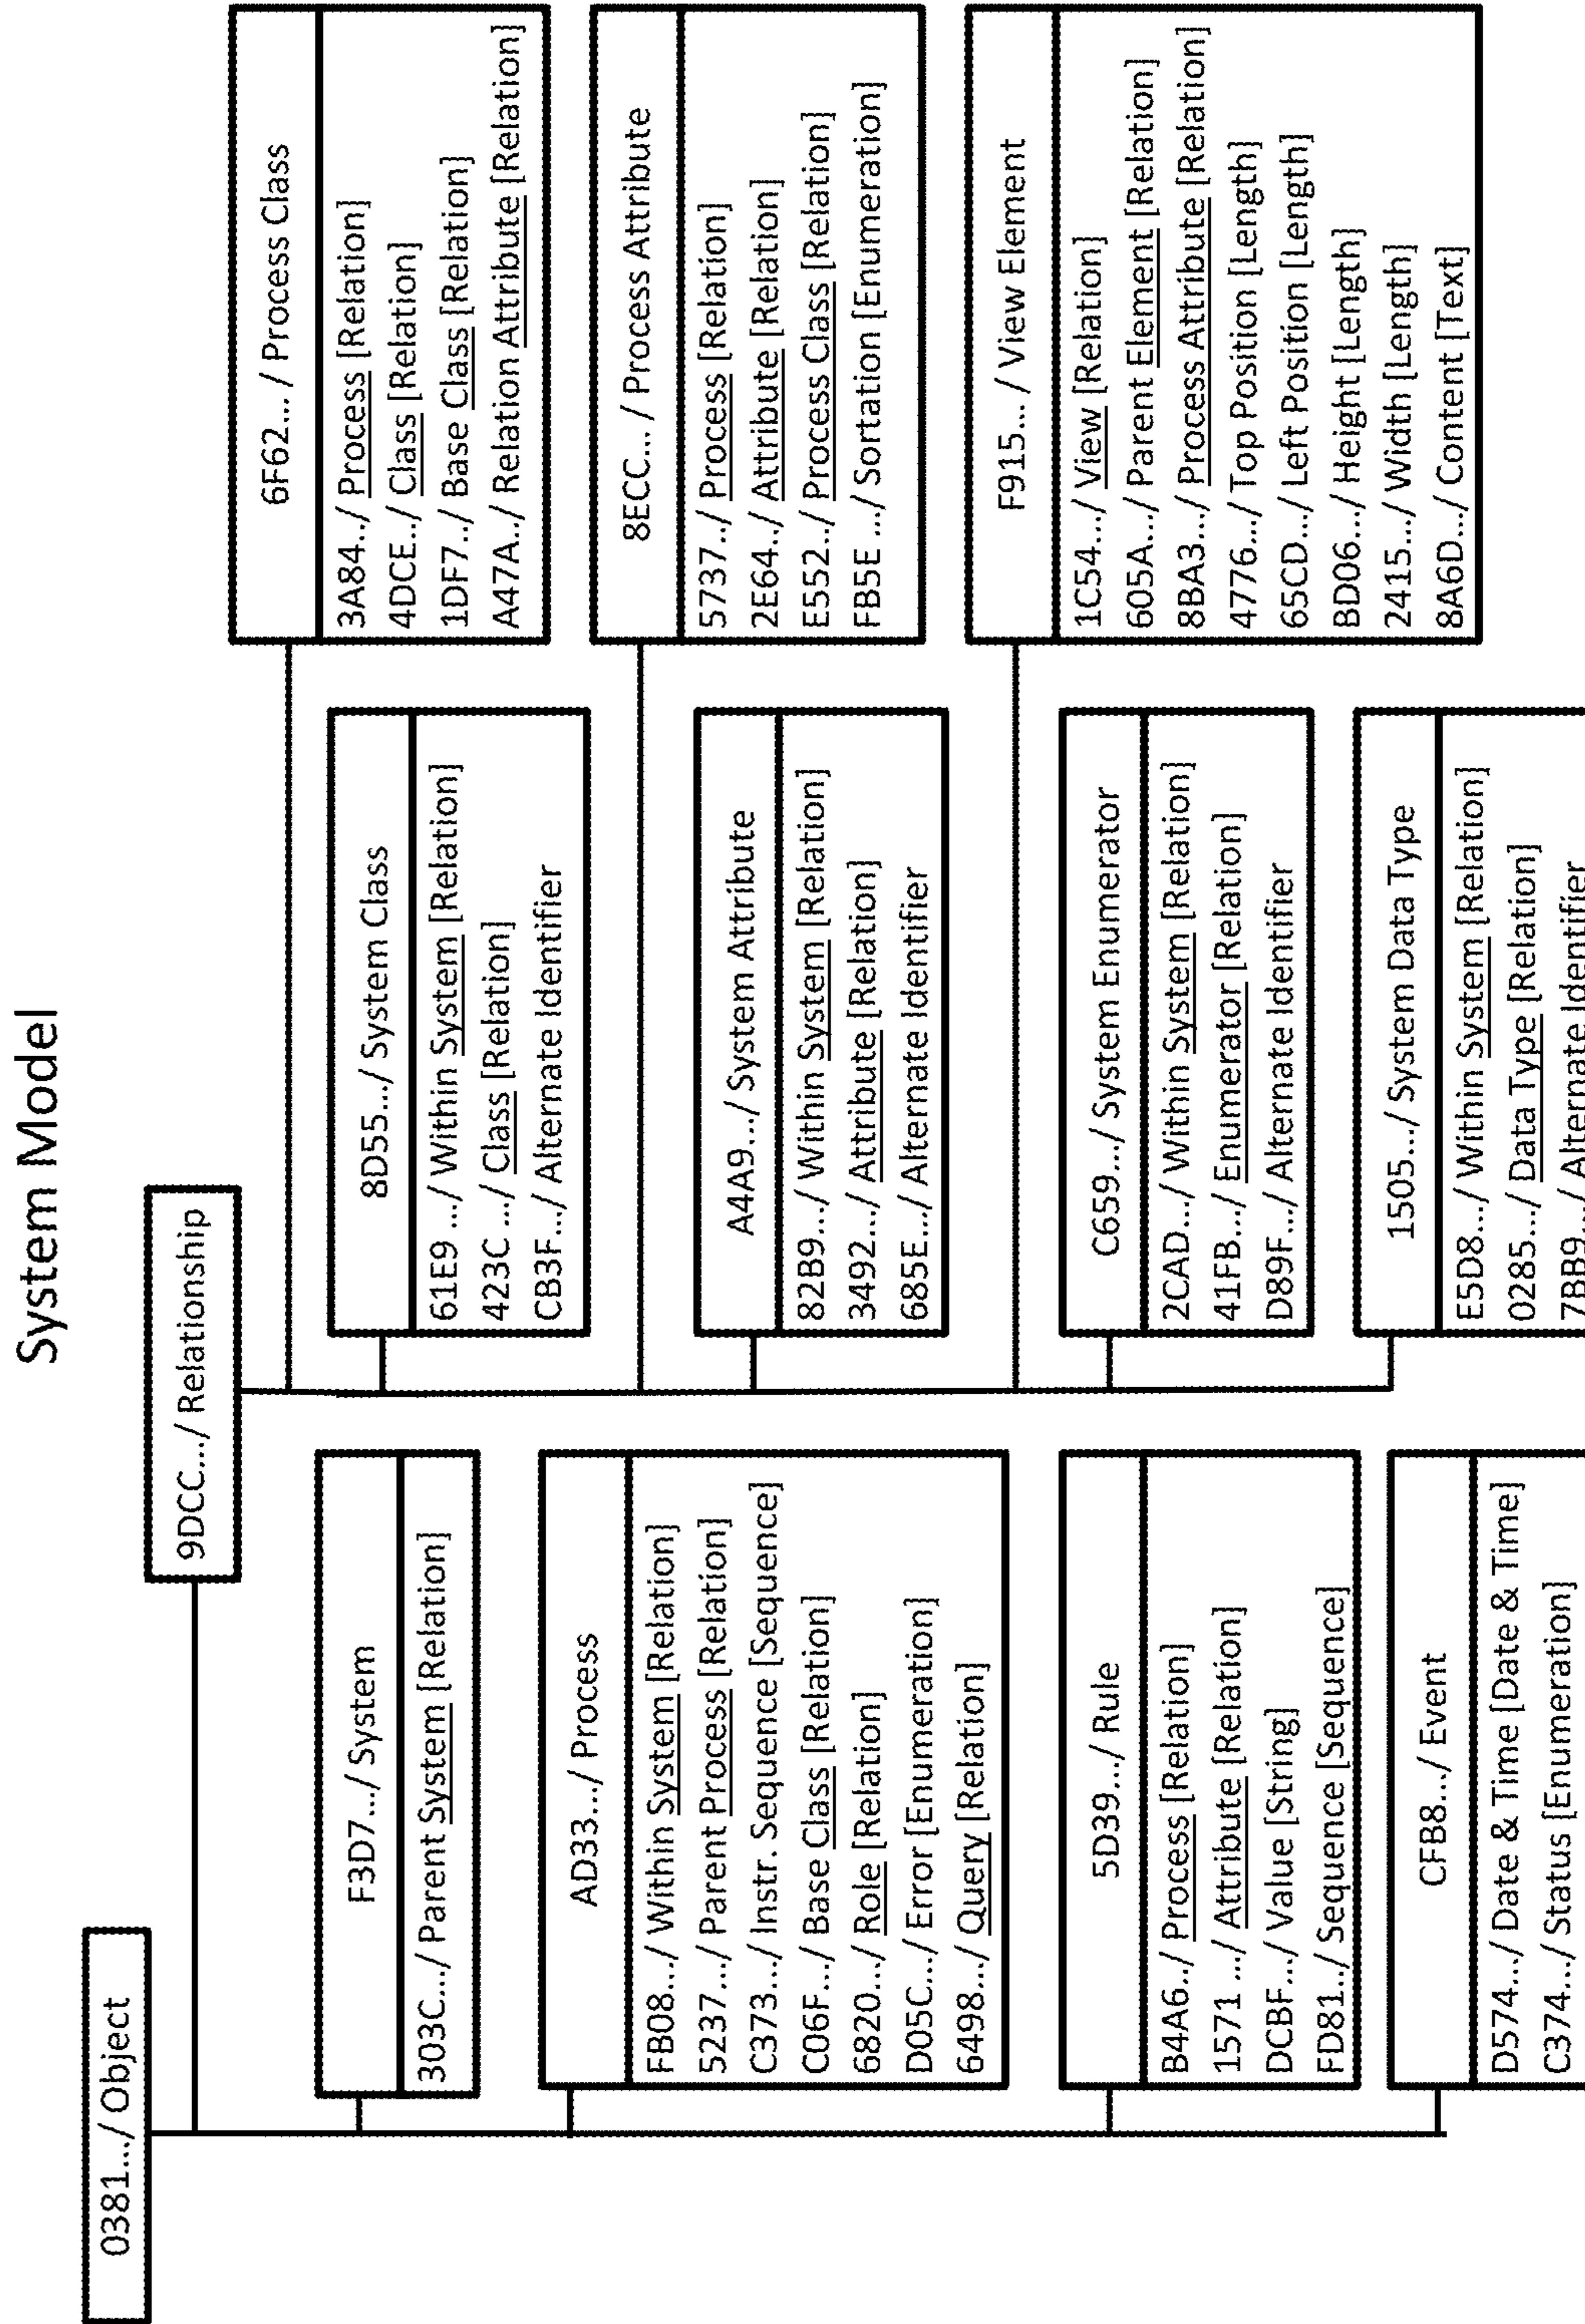 System Model
0381.../ Object
9DCC.../ Relationship
F3D7.../ System
303C.../ Parent System [Relation]
AD33.../ Process
FB08.../ Within System [Relation]
5237.../ Parent Process [Relation]
C373.../ Instr. Sequence [Sequence]
C06F.../ Base Class [Relation]
6820.../ Role [Relation]
D05C.../ Error [Enumeration]
6498.../ Query [Relation]
5D39.../ Rule
B4A6../ Process [Relation]
1571 .../ Attribute [Relation]
DCBF.../ Value [String]
FD81../ Sequence [Sequence]
CFB8.../ Event
D574.../ Date & Time [Date & Time]
C374.../ Status [Enumeration]
8D55.../ System Class
61E9 .../ Within System [Relation]
423C .../ Class [Relation]
CB3F.../ Alternate Identifier
A4A9.../ System Attribute
82B9.../ Within System [Relation]
3492.../ Attribute [Relation]
685E.../ Alternate Identifier
C659.../ System Enumerator
2CAD.../ Within System [Relation]
41FB.../ Enumerator [Relation]
D89F.../ Alternate Identifier
1505.../ System Data Type
E5D8.../ Within System [Relation]
0285.../ Data Type [Relation]
7BB9.../ Alternate Identifier
6F62... / Process Class
3A84../ Process [Relation]
4DCE../ Class [Relation]
1DF7../ Base Class [Relation]
A47A../ Relation Attribute [Relation]
8ECC... / Process Attribute
5737../ Process [Relation]
2E64../ Attribute [Relation]
E552../ Process Class [Relation]
FB5E .../ Sortation [Enumeration]
F915... / View Element
1C54.../ View [Relation]
605A.../ Parent Element [Relation]
8BA3.../ Process Attribute [Relation]
4776.../ Top Position [Length]
65CD.../ Left Position [Length]
BD06.../ Height [Length]
2415.../ Width [Length]
8A6D.../ Content [Text]